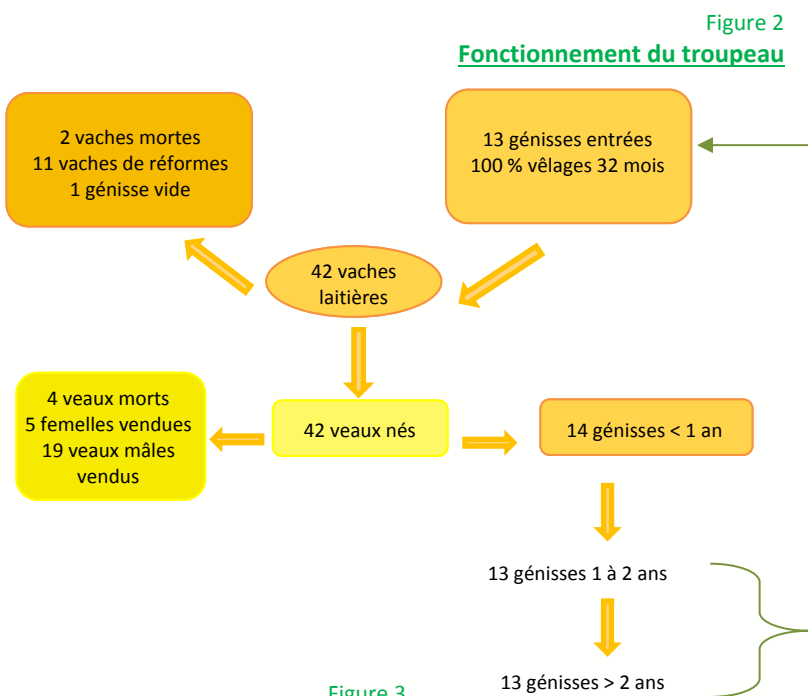 Figure 2
Fonctionnement du troupeau
2 vaches mortes
11 vaches de réformes
1 génisse vide
13 génisses entrées
100 % vêlages 32 mois
42 vaches
laitières
4 veaux morts
5 femelles vendues
19 veaux mâles
vendus
42 veaux nés
14 génisses < 1 an
13 génisses 1 à 2 ans
13 génisses > 2 ans
Figure 3